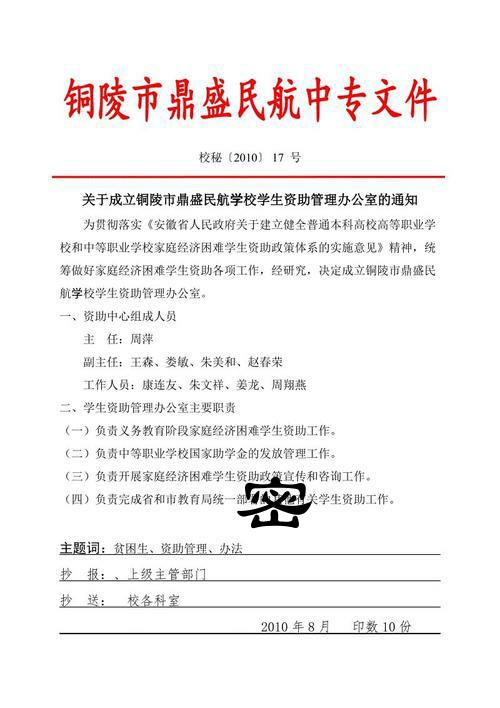 铜陵市鼎盛民航中专文件
校秘〔2010〕 17 号
关于成立铜陵市鼎盛民航学校学生资助管理办公室的通知
为贯彻落实《安徽省人民政府关于建立健全普通本科高校高等职业学
校和中等职业学校家庭经济困难学生资助政策体系的实施意见》精神，统
筹做好家庭经济困难学生资助各项工作，经研究，决定成立铜陵市鼎盛民
航学校学生资助管理办公室。
一、资助中心组成人员
主　任：周萍
副主任：王森、娄敏、朱美和、赵春荣
工作人员：康连友、朱文祥、姜龙、周翔燕
二、学生资助管理办公室主要职责
（一）负责义务教育阶段家庭经济困难学生资助工作。
（二）负责中等职业学校国家助学金的发放管理工作。
（三）负责开展家庭经济困难学生资助政策宣传和咨询工作。
（四）负责完成省和市教育局统一部有关学生资助工作。
密
主题词：贫困生、资助管理、办法
抄　报：、上级主管部门
抄　送：　校各科室
2010 年 8 月　印数 10 份